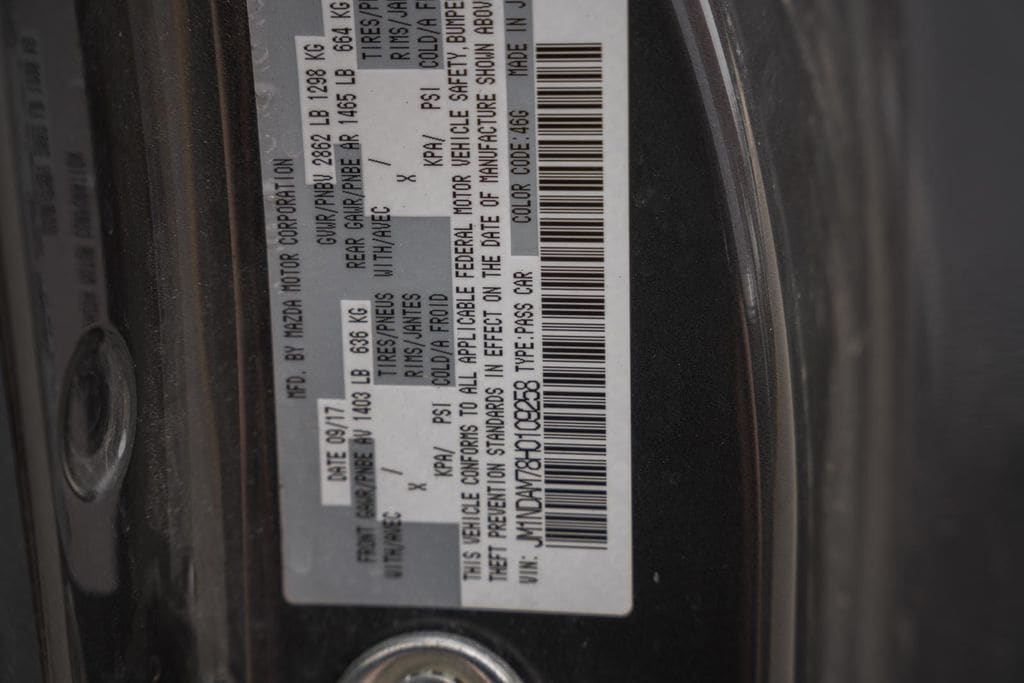 MFD. BY MAZDA MOTOR CORPORATION
DATE 09/17 GVWR/PNBV 2862 LB 1298 KG
FRONT GAWR/PNBE AV 1403 LB 636 KG REAR GAWR/PNBE AR 1465 LB 664 KG
WITH/AVEC TIRES/PNEUS WITH/AVEC
X / RIMS/JANTES X / RIMS/JAN
KPA/ PSI COLD/A FROID KPA/ PSI COLD/A F
THIS VEHICLE CONFORMS TO ALL APPLICABLE FEDERAL MOTOR VEHICLE SAFETY, BUMPE
THEFT PREVENTION STANDARDS IN EFFECT ON THE DATE OF MANUFACTURE SHOWN ABOV
VIN: JM1NDAM78H0109258 TYPE:PASS CAR COLOR CODE:46G MADE IN J